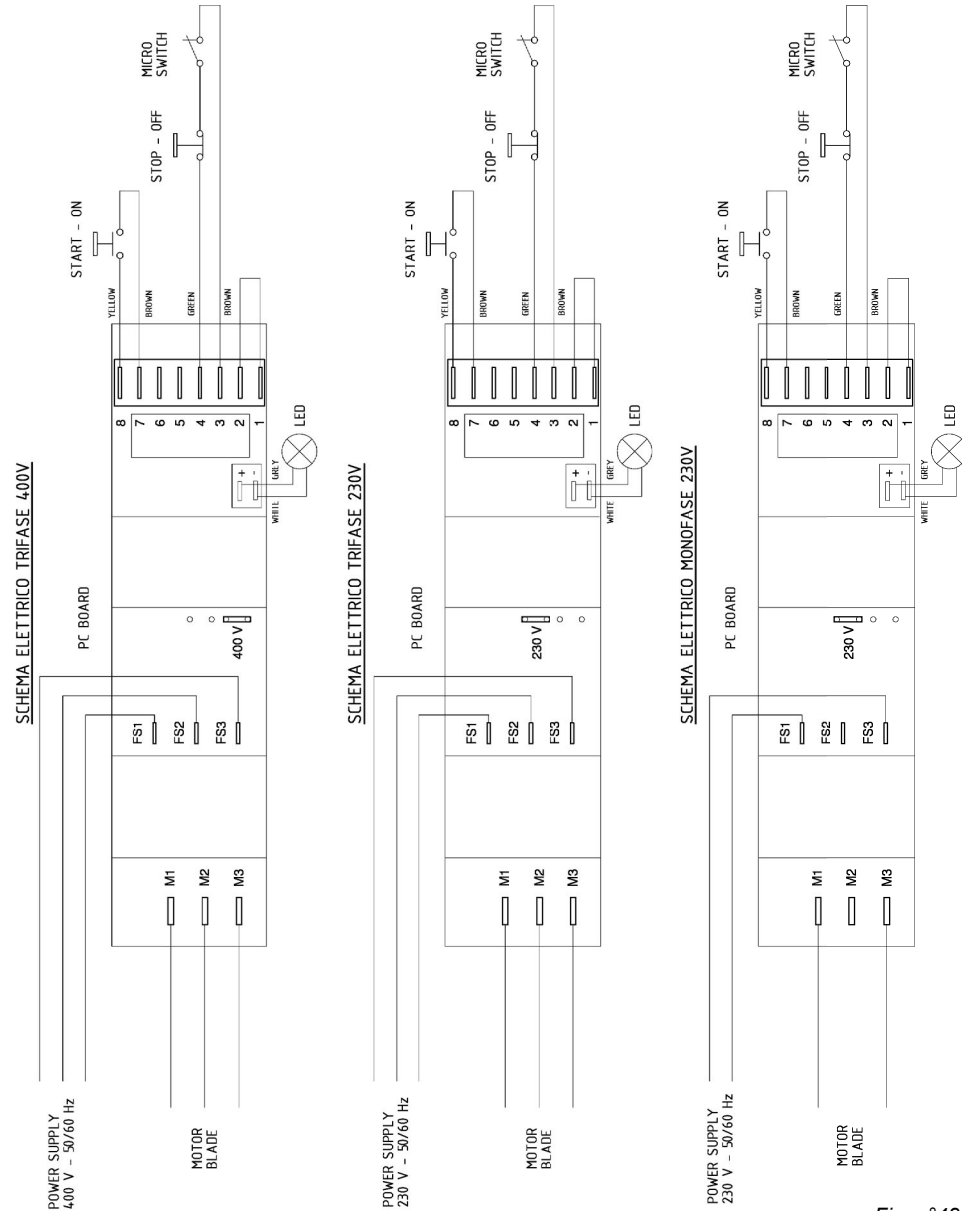 SCHEMA ELETTRICO TRIFASE 400V
POWER SUPPLY
400 V - 50/60 Hz
PC BOARD
START - ON
STOP - OFF
MICRO
SWITCH
MOTOR
BLADE
M1
M2
M3
FS1
FS2
FS3
400 V
+
-
WHIIL
GREY
LED
8
7
6
5
4
3
2
1
YELLOW
BROWN
GREEN
BROWN
SCHEMA ELETTRICO TRIFASE 230V
POWER SUPPLY
230 V - 50/60 Hz
PC BOARD
START - ON
STOP - OFF
MICRO
SWITCH
MOTOR
BLADE
M1
M2
M3
FS1
FS2
FS3
230 V
+
-
WHITE
GREY
LED
8
7
6
5
4
3
2
1
YELLOW
BROWN
GREEN
BROWN
SCHEMA ELETTRICO MONOFASE 230V
POWER SUPPLY
230 V - 50/60 Hz
PC BOARD
START - ON
STOP - OFF
MICRO
SWITCH
MOTOR
BLADE
M1
M2
M3
FS1
FS2
FS3
230 V
+
-
WHITE
GREY
LED
8
7
6
5
4
3
2
1
YELLOW
BROWN
GREEN
BROWN